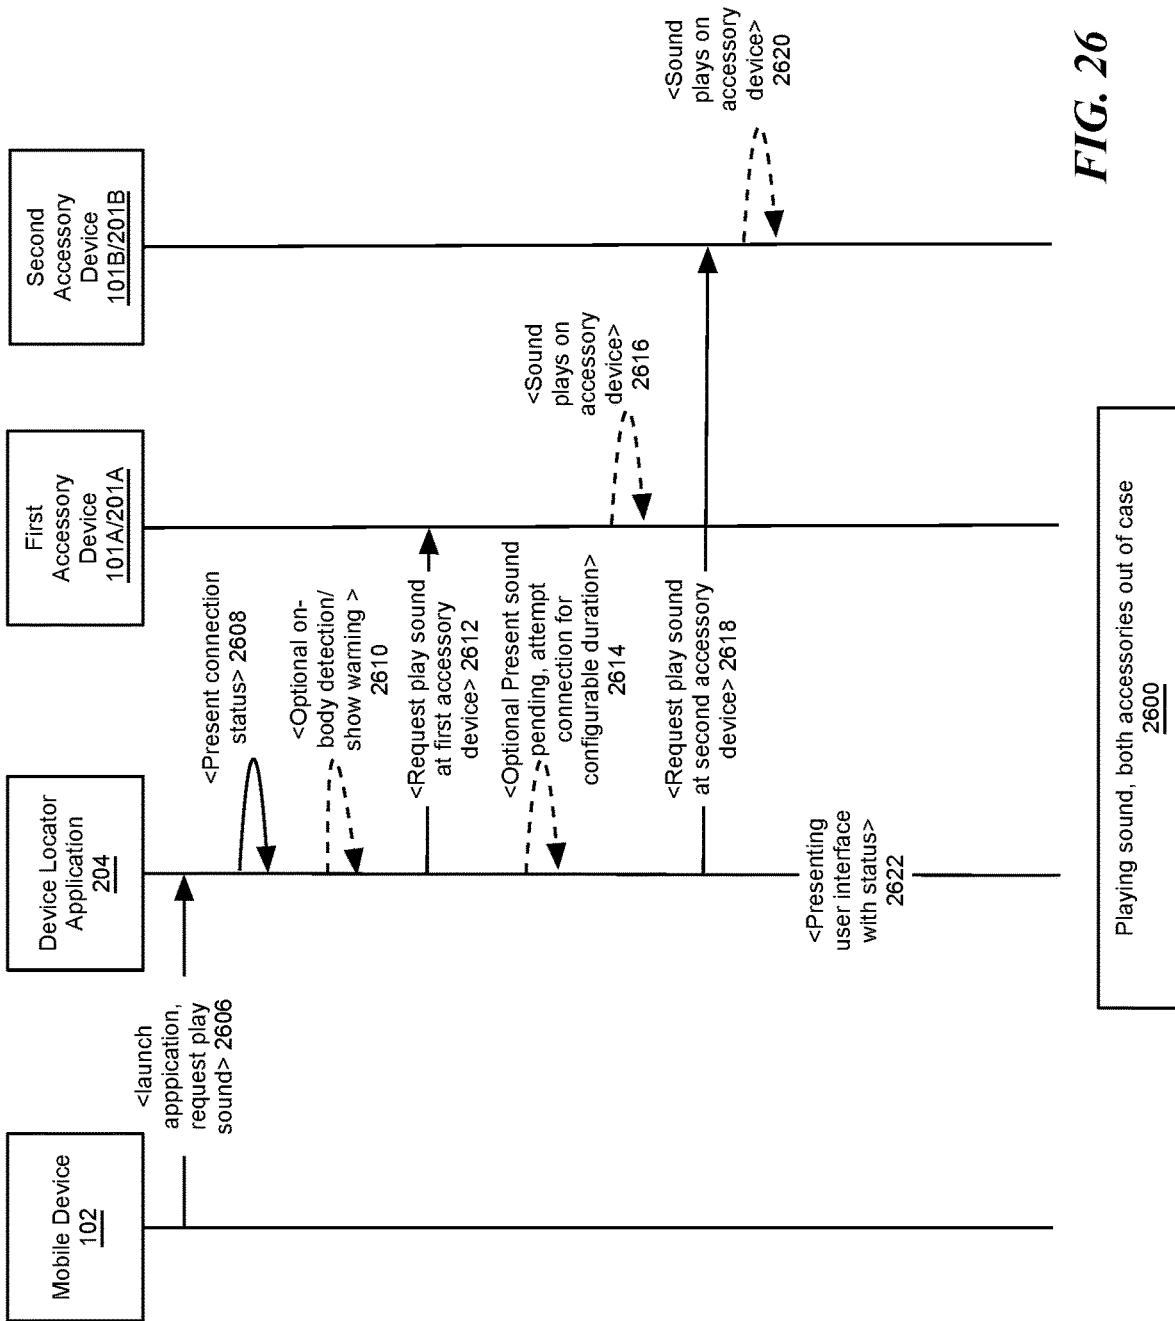 Mobile Device
102
Device Locator
Application
204
First
Accessory
Device
101A/201A
Second
Accessory
Device
101B/201B
<launch
apppication,
request play
sound> 2606
<Present connection
status> 2608
<Optional on-
body detection/
show warning >
2610
<Request play sound
at first accessory
device> 2612
<Optional Present sound
pending, attempt
connection for
configurable duration>
2614
<Sound
plays on
accessory
device>
2616
<Request play sound
at second accessory
device> 2618
<Sound
plays on
accessory
device>
2620
<Presenting
user interface
with status>
2622
Playing sound, both accessories out of case
2600
FIG. 26